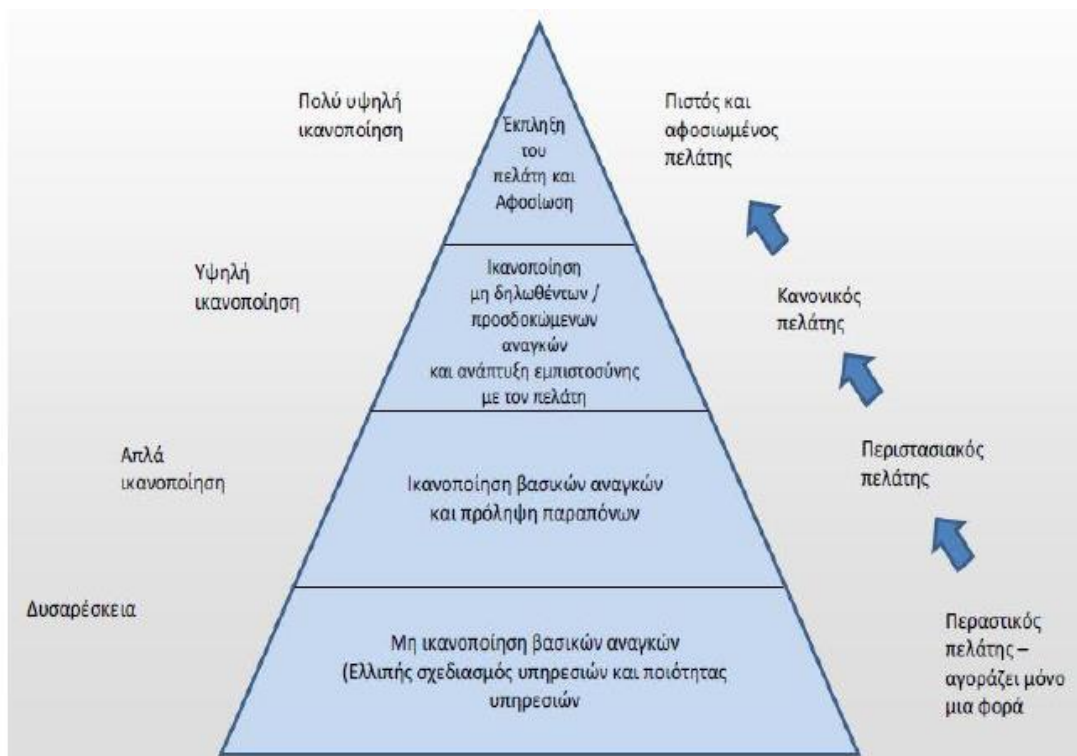 Πολύ υψηλή
ικανοποίηση
Έκπληξη
του
πελάτη και
Αφοσίωση
Πιστός και
αφοσιωμένος
πελάτης
Υψηλή
ικανοποίηση
Ικανοποίηση
μη δηλωθέντων /
προσδοκώμενων
αναγκών
και ανάπτυξη εμπιστοσύνης
με τον πελάτη
Κανονικός
πελάτης
Απλά
ικανοποίηση
Ικανοποίηση βασικών αναγκών
και πρόληψη παραπόνων
Περιστασιακός
πελάτης
Δυσαρέσκεια
Μη ικανοποίηση βασικών αναγκών
(Ελλιπής σχεδιασμός υπηρεσιών και ποιότητας
υπηρεσιών
Περαστικός
πελάτης –
αγοράζει μόνο
μια φορά